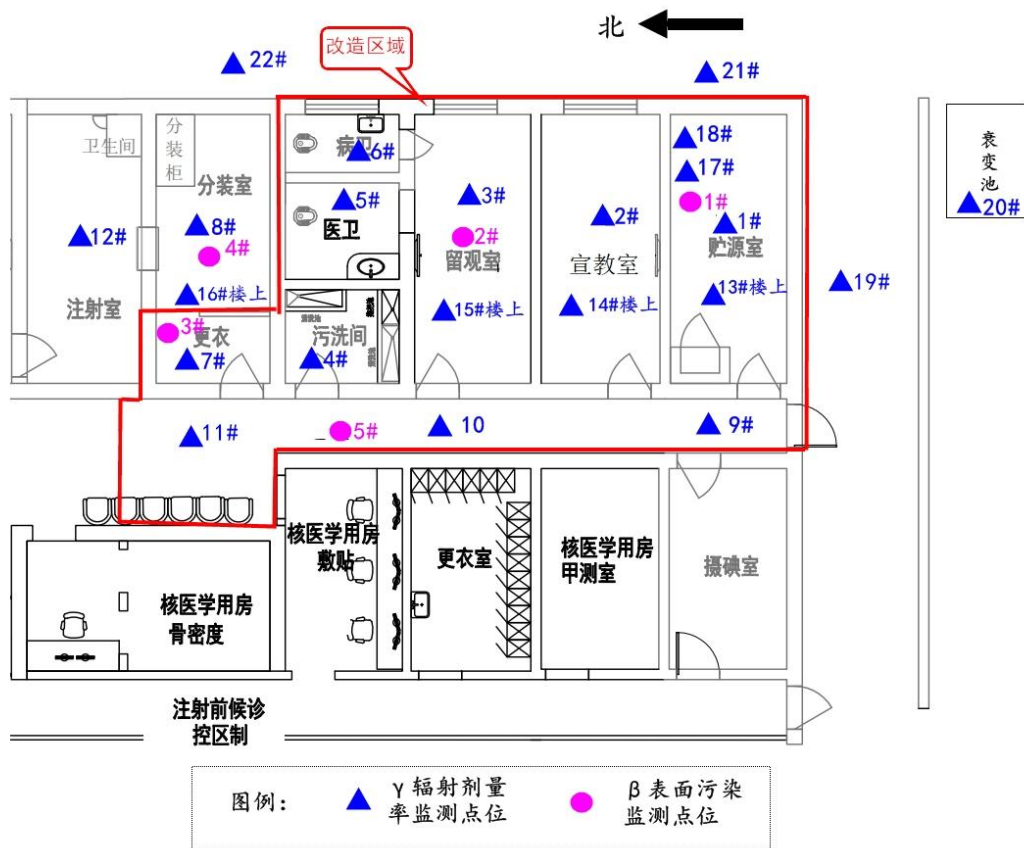 北
22#
改造区域
21#
卫生间
分
装
柜
分装室
病卫
6#
18#
17#
衰
变
池
20#
12#
8#
4#
5#
医卫
3#
2#
留观室
2#
宣教室
1#
1#
贮源室
注射室
16#楼上
15#楼上
14#楼上
13#楼上
19#
3#
更衣
7#
污洗间
4#
11#
5#
10
9#
核医学用房
敷贴
更衣室
核医学用房
甲测室
摄碘室
核医学用房
骨密度
注射前候诊
控区制
图例：
γ辐射剂量
率监测点位
β表面污染
监测点位